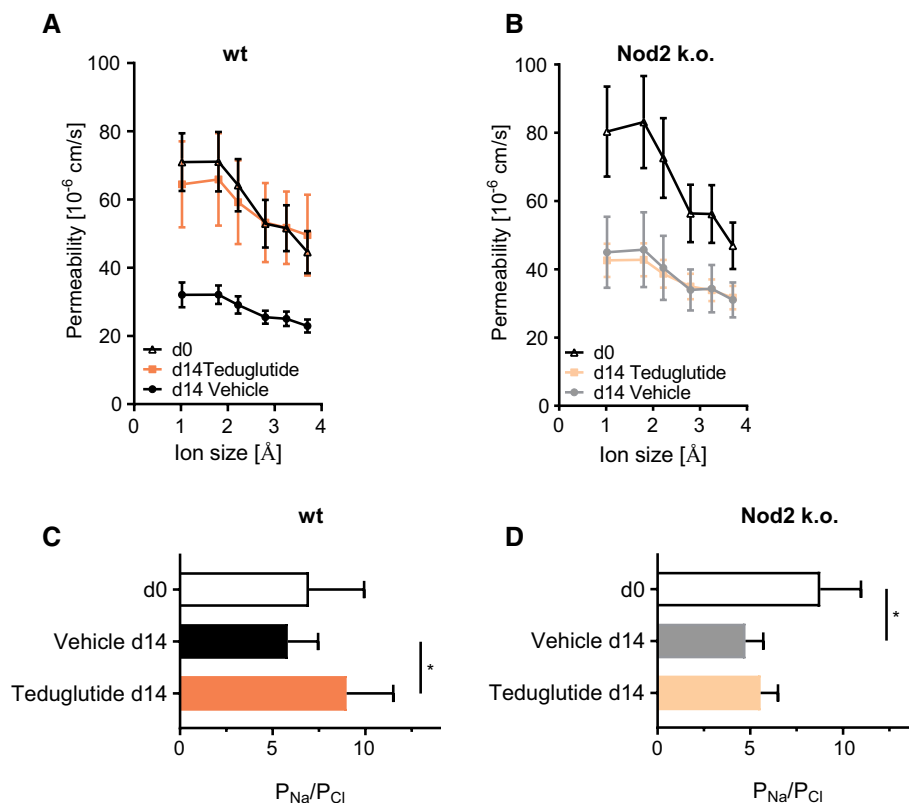 A
wt
Permeability [10⁻⁶ cm/s]
100
80
60
40
20
0
d0
d14Teduglutide
d14 Vehicle
0 1 2 3 4
Ion size [Å]
B
Nod2 k.o.
Permeability [10⁻⁶ cm/s]
100
80
60
40
20
0
d0
d14 Teduglutide
d14 Vehicle
0 1 2 3 4
Ion size [Å]
C
wt
d0
Vehicle d14
Teduglutide d14
*
0 5 10
P_Na/P_Cl
D
Nod2 k.o.
d0
Vehicle d14
Teduglutide d14
*
0 5 10
P_Na/P_Cl